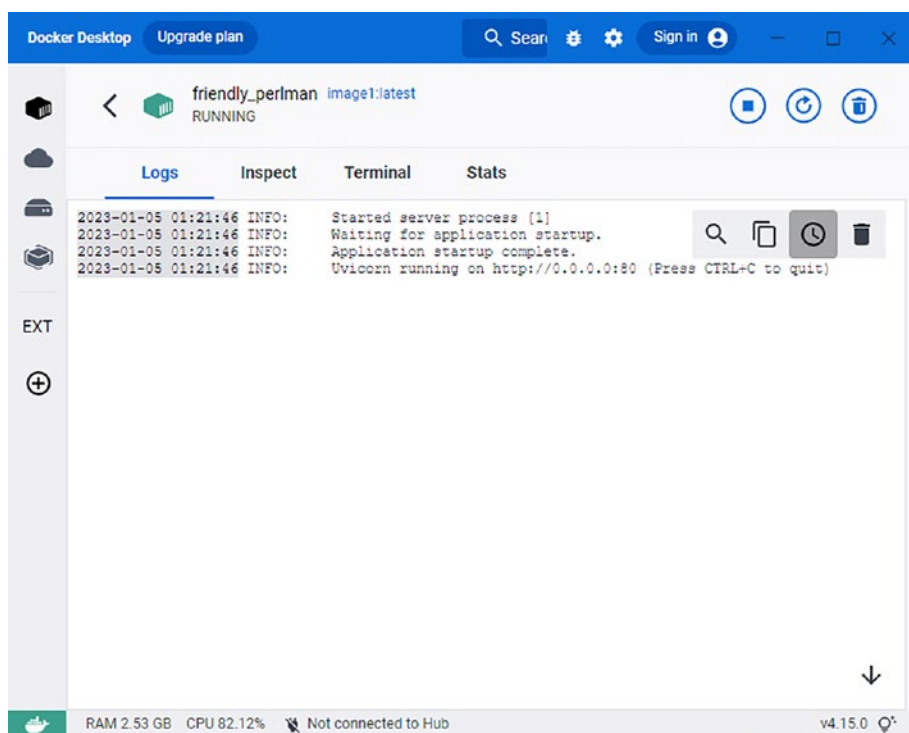 Docker Desktop Upgrade plan Sear Sign in
friendly_perlman image1:latest
RUNNING
Logs Inspect Terminal Stats
2023-01-05 01:21:46 INFO: Started server process [1]
2023-01-05 01:21:46 INFO: Waiting for application startup.
2023-01-05 01:21:46 INFO: Application startup complete.
2023-01-05 01:21:46 INFO: Uvicorn running on http://0.0.0.0:80 (Press CTRL+C to quit)
EXT
RAM 2.53 GB CPU 82.12% Not connected to Hub v4.15.0